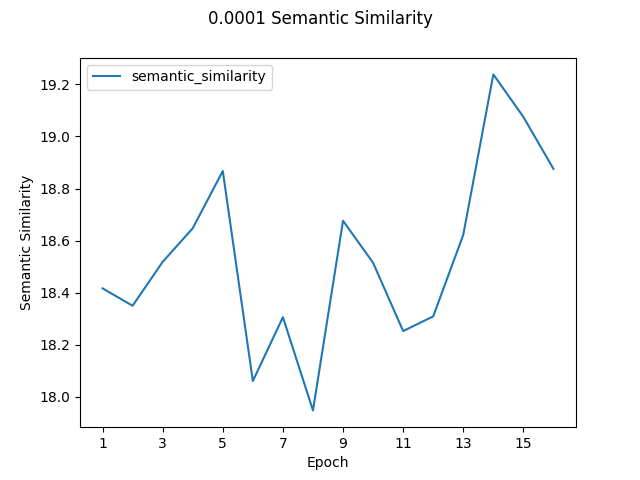 0.0001 Semantic Similarity
semantic_similarity
Semantic Similarity
19.2
19.0
18.8
18.6
18.4
18.2
18.0
1 3 5 7 9 11 13 15
Epoch